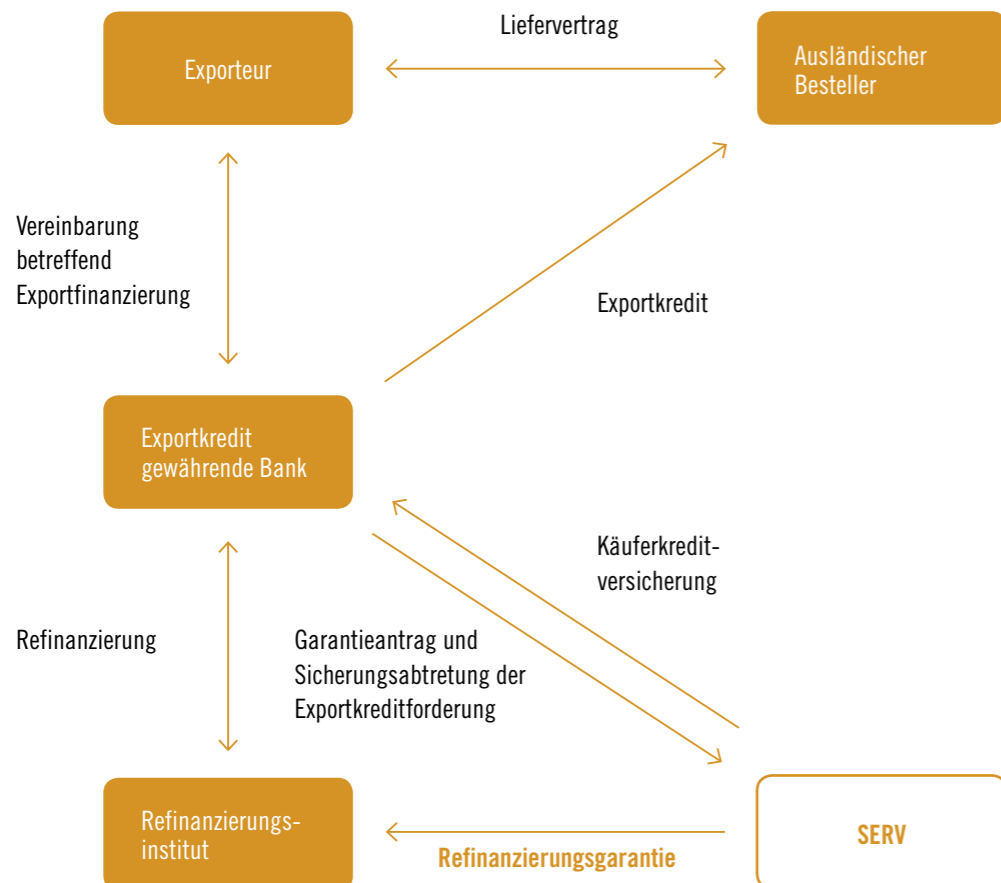 Liefervertrag
Exporteur
Ausländischer
Besteller
Vereinbarung
betreffend
Exportfinanzierung
Exportkredit
Exportkredit
gewährende Bank
Käuferkredit-
versicherung
Refinanzierung
Garantieantrag und
Sicherungsabtretung der
Exportkreditforderung
Refinanzierungs-
institut
Refinanzierungsgarantie
SERV